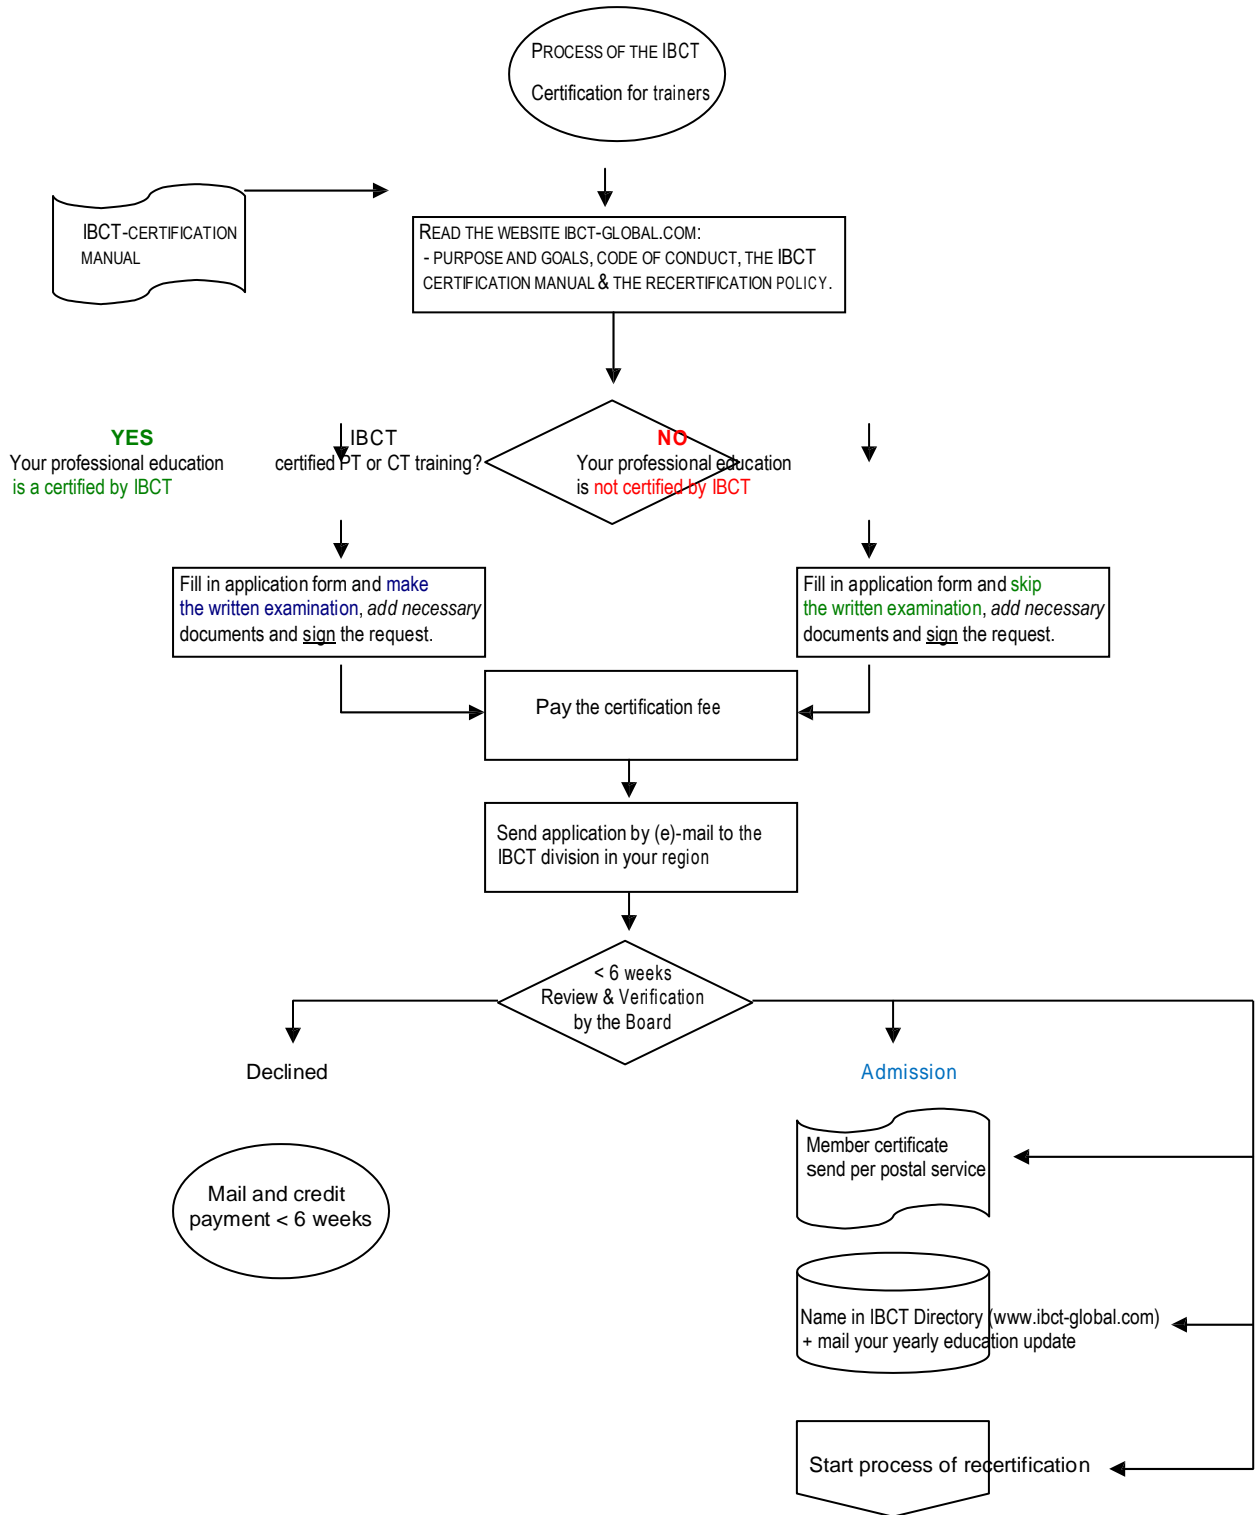 PROCESS OF THE IBCT
Certification for trainers
IBCT-CERTIFICATION
MANUAL
READ THE WEBSITE IBCT-GLOBAL.COM:
- PURPOSE AND GOALS, CODE OF CONDUCT, THE IBCT
CERTIFICATION MANUAL & THE RECERTIFICATION POLICY.
YES
Your professional education
is a certified by IBCT
IBCT
certified PT or CT training?
NO
Your professional education
is not certified by IBCT
Fill in application form and make
the written examination, add necessary
documents and sign the request.
Fill in application form and skip
the written examination, add necessary
documents and sign the request.
Pay the certification fee
Send application by (e)-mail to the
IBCT division in your region
< 6 weeks
Review & Verification
by the Board
Declined
Admission
Mail and credit
payment < 6 weeks
Member certificate
send per postal service
Name in IBCT Directory (www.ibct-global.com)
+ mail your yearly education update
Start process of recertification